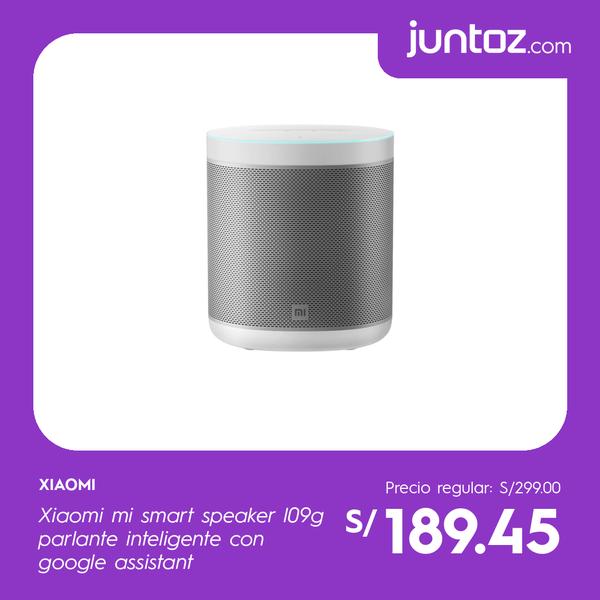 juntoz.com
mi
XIAOMI
Xiaomi mi smart speaker l09g
parlante inteligente con
google assistant
Precio regular: S/299.00
S/189.45